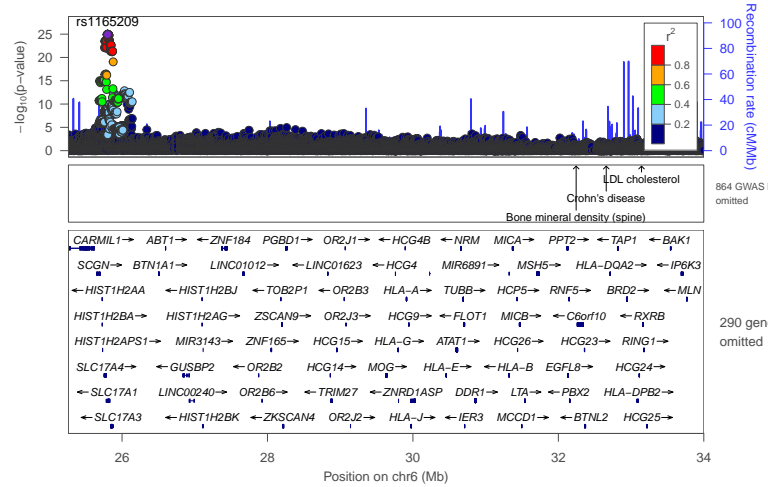 rs1165209
−log10(p−value)
25
20
15
10
5
0
Recombination rate (cM/Mb)
100
80
60
40
20
0
r2
0.8
0.6
0.4
0.2
26 28 30 32 34
LDL cholesterol
Crohn's disease
Bone mineral density (spine)
864 GWAS
omitted
CARMIL1→ ABT1→ ←ZNF184 PGBD1→ OR2J1→ ←HCG4B ←NRM MICA→ PPT2→ ←TAP1 ←BAK1
SCGN→ BTN1A1→ LINC01012→ ←LINC01623 ←HCG4 MIR6891→ MSH5→ HLA−DQA2→ ←IP6K3
←HIST1H2AA ←HIST1H2BJ ←TOB2P1 ←OR2B3 HLA−A→ TUBB→ HCP5→ RNF5→ BRD2→ ←MLN
←HIST1H2BA HIST1H2AG→ ZSCAN9→ OR2J3→ HCG9→ ←FLOT1 MICB→ ←C6orf10 ←RXRB
HIST1H2APS1→ MIR3143→ ZNF165→ HCG15→ HLA−G→ ATAT1→ HCG26→ HCG23→ RING1→
SLC17A4→ ←GUSBP2 ←OR2B2 HCG14→ MOG→ ←HLA−E→ ←HLA−B EGFL8→ HCG24→
←SLC17A1 LINC00240→ OR2B6→ ←TRIM27 ←ZNRD1ASP DDR1→ LTA→ ←PBX2 HLA−DPB2→
←SLC17A3 ←HIST1H2BK ←ZKSCAN4 OR2J2→ HLA−J→ ←IER3 MCCD1→ ←BTNL2 HCG25→
290 gen
omitted
26 28 30 32 34
Position on chr6 (Mb)